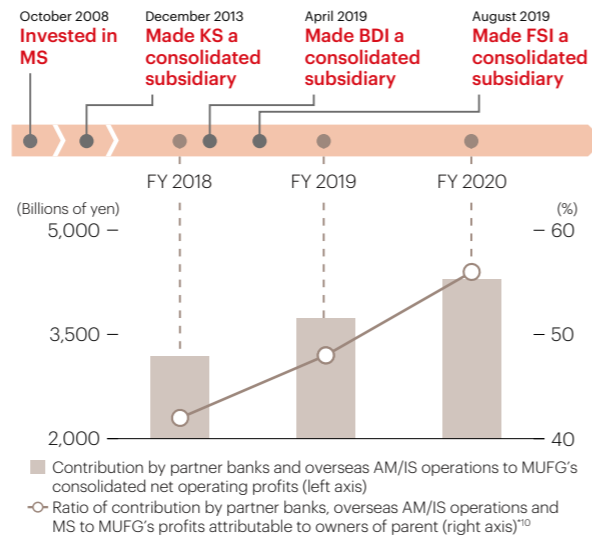 October 2008
Invested in
MS
December 2013
Made KS a
consolidated
subsidiary
April 2019
Made BDI a
consolidated
subsidiary
August 2019
Made FSI a
consolidated
subsidiary
FY 2018
FY 2019
FY 2020
(Billions of yen)
(%)
5,000
60
3,500
50
2,000
40
Contribution by partner banks and overseas AM/IS operations to MUFG's
consolidated net operating profits (left axis)
Ratio of contribution by partner banks, overseas AM/IS operations and
MS to MUFG's profits attributable to owners of parent (right axis)*10